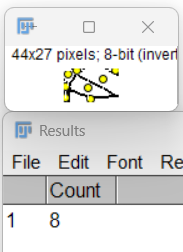 44x27 pixels; 8-bit (invert
Results
File Edit Font Re
Count
1 8